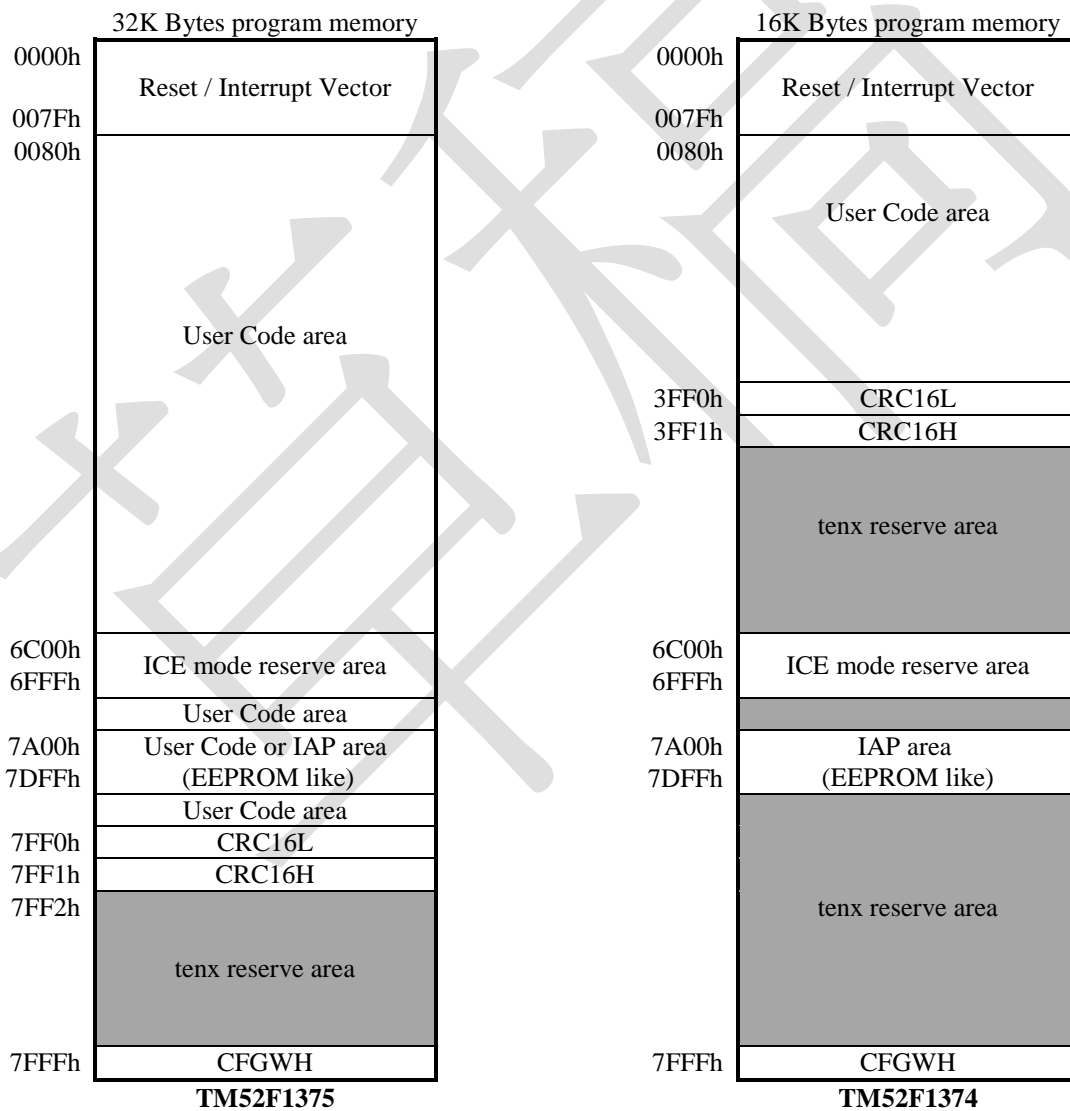 32K Bytes program memory
0000h
Reset / Interrupt Vector
007Fh
0080h
User Code area
6C00h
ICE mode reserve area
6FFFh
User Code area
7A00h
User Code or IAP area
7DFFh
(EEPROM like)
User Code area
7FF0h
CRC16L
7FF1h
CRC16H
7FF2h
tenx reserve area
7FFFh
CFGWH
TM52F1375
16K Bytes program memory
0000h
Reset / Interrupt Vector
007Fh
0080h
User Code area
3FF0h
CRC16L
3FF1h
CRC16H
tenx reserve area
6C00h
ICE mode reserve area
6FFFh
7A00h
IAP area
7DFFh
(EEPROM like)
tenx reserve area
7FFFh
CFGWH
TM52F1374